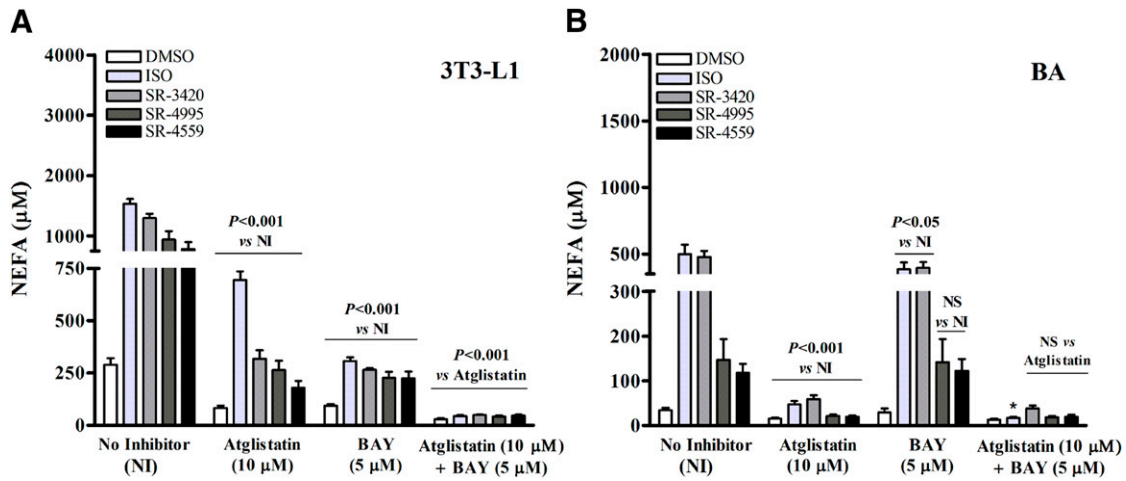 A
4000
3000
2000
1000
750
500
250
0
NEFA (µM)
DMSO
ISO
SR-3420
SR-4995
SR-4559
3T3-L1
P<0.001
vs NI
P<0.001
vs NI
P<0.001
vs Atglistatin
No Inhibitor
(NI)
Atglistatin
(10 µM)
BAY
(5 µM)
Atglistatin (10 µM)
+ BAY (5 µM)
B
2000
1500
1000
500
300
200
100
0
NEFA (µM)
DMSO
ISO
SR-3420
SR-4995
SR-4559
BA
P<0.05
vs NI
NS
vs NI
P<0.001
vs NI
NS vs
Atglistatin
*
No Inhibitor
(NI)
Atglistatin
(10 µM)
BAY
(5 µM)
Atglistatin (10 µM)
+ BAY (5 µM)